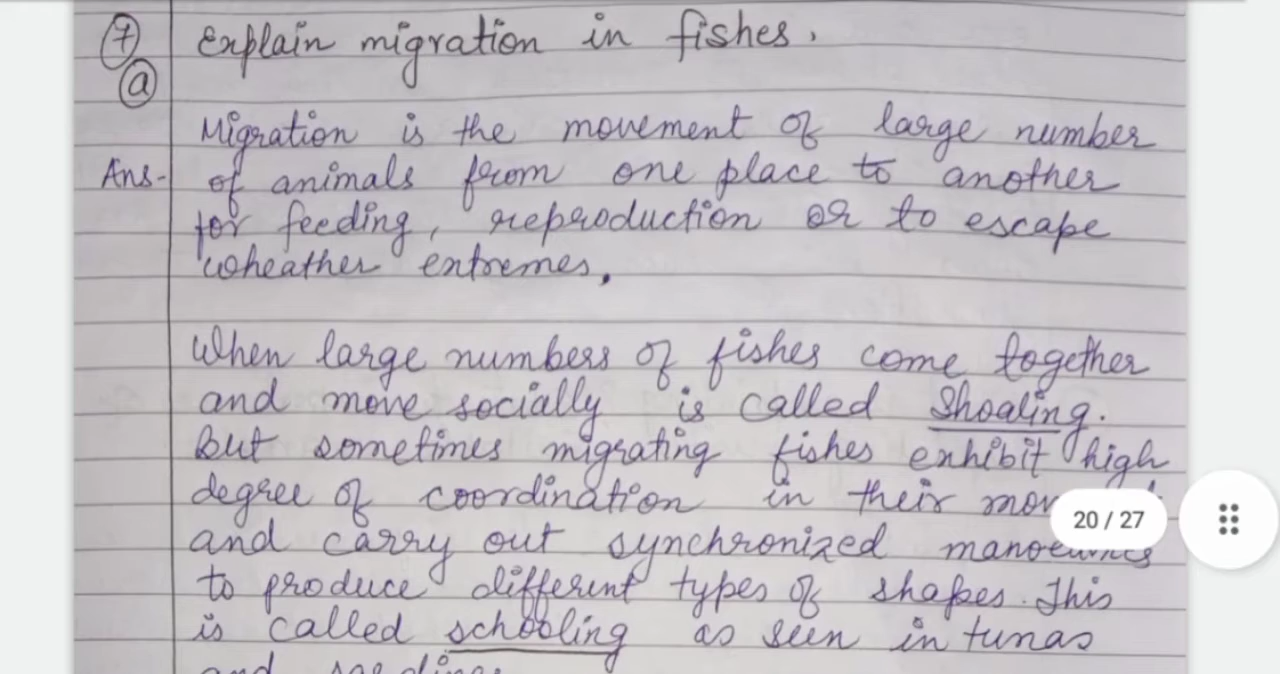 7 Explain migration in fishes.
a
Migration is the movement of large number
Ans- of animals from one place to another
for feeding, reproduction or to escape
wheather extremes.
When large numbers of fishes come together
and move socially is called Shoaling.
But sometimes migrating fishes exhibit high
degree of coordination in their
20 / 27
and carry out synchronized
to produce different types of shapes. This
is called schooling as seen in tunas
and